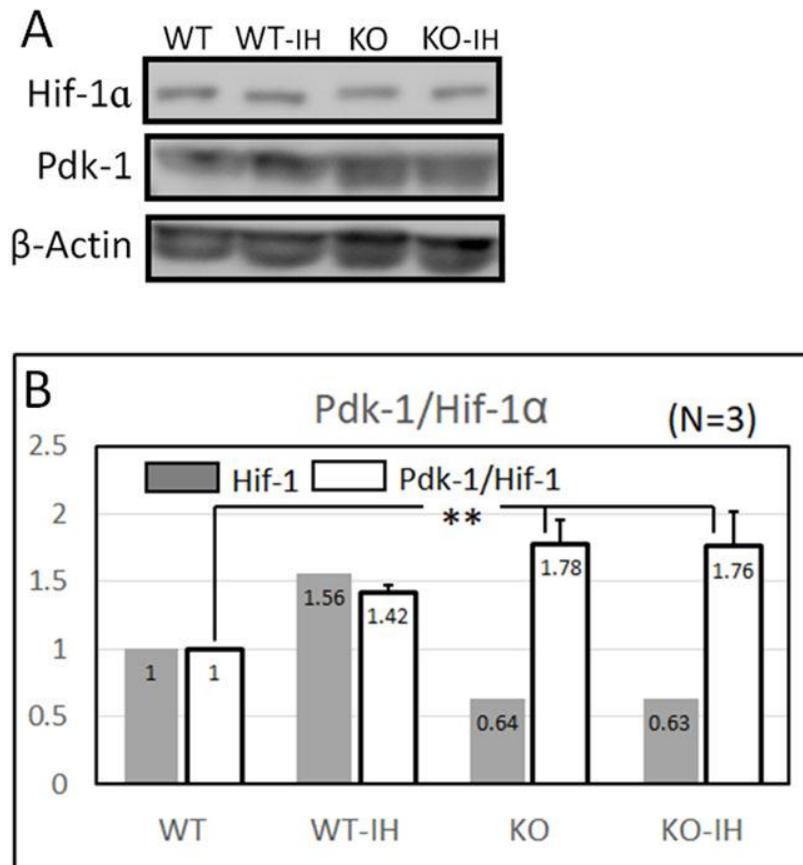 A
WT WT-IH KO KO-IH
Hif-1α
Pdk-1
β-Actin
B
Pdk-1/Hif-1α (N=3)
2.5
Hif-1 Pdk-1/Hif-1
2
**
1.78 1.76
1.5
1.56 1.42
1
1 1
0.5
0.64 0.63
0
WT WT-IH KO KO-IH